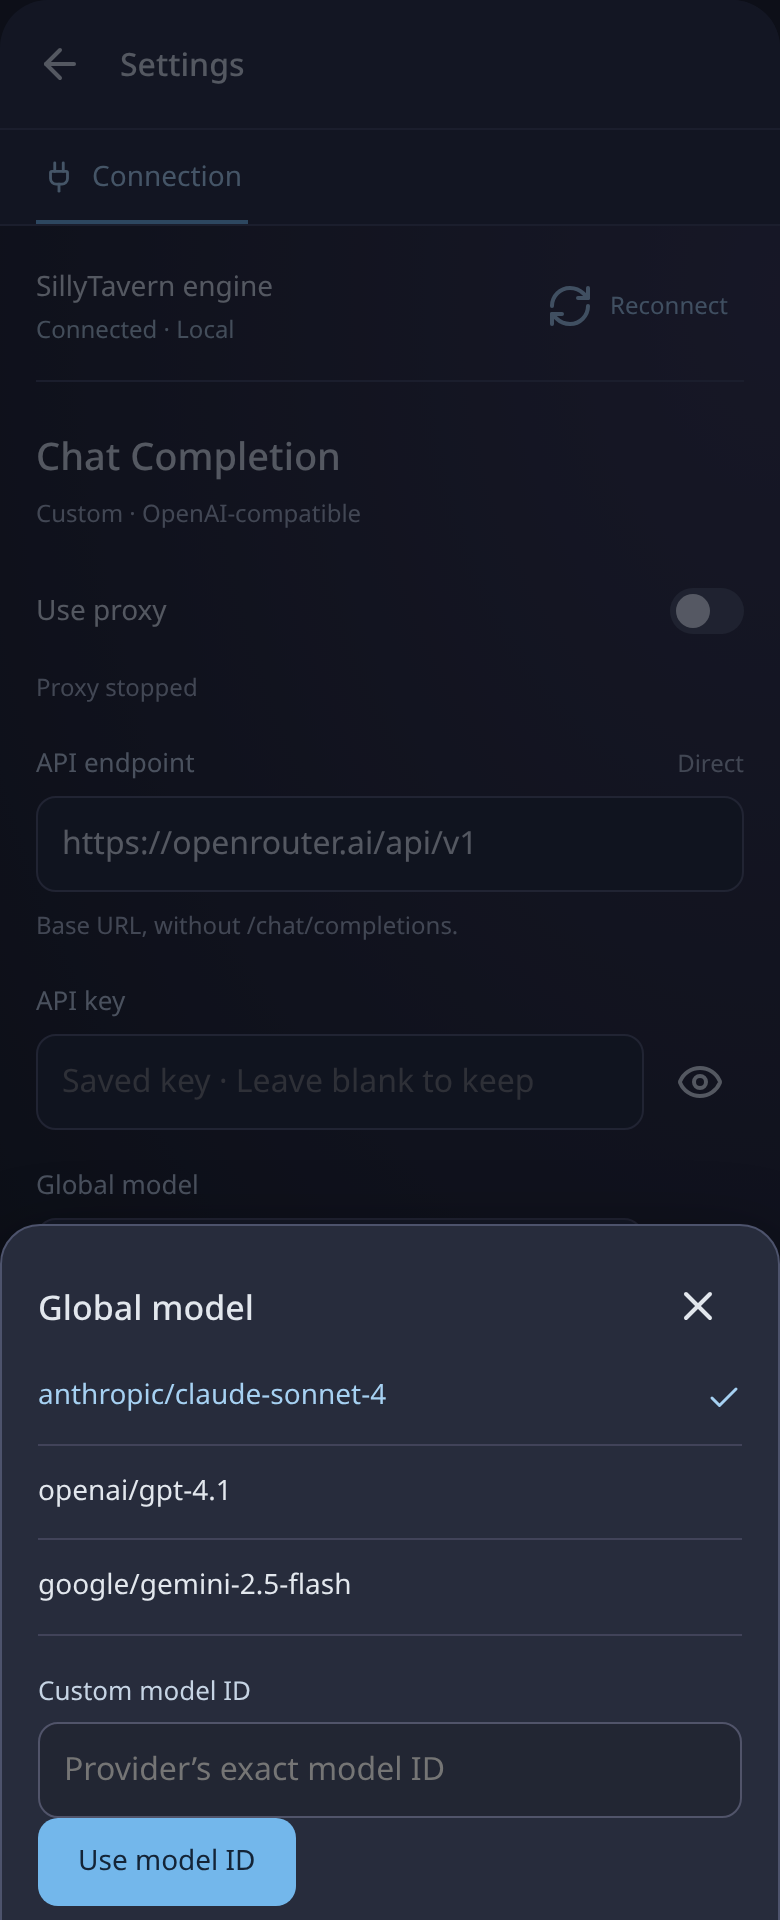 Settings
Connection
SillyTavern engine
Connected · Local
Reconnect
Chat Completion
Custom · OpenAI-compatible
Use proxy
Proxy stopped
API endpoint
Direct
https://openrouter.ai/api/v1
Base URL, without /chat/completions.
API key
Saved key · Leave blank to keep
Global model
Global model
anthropic/claude-sonnet-4
openai/gpt-4.1
google/gemini-2.5-flash
Custom model ID
Provider’s exact model ID
Use model ID